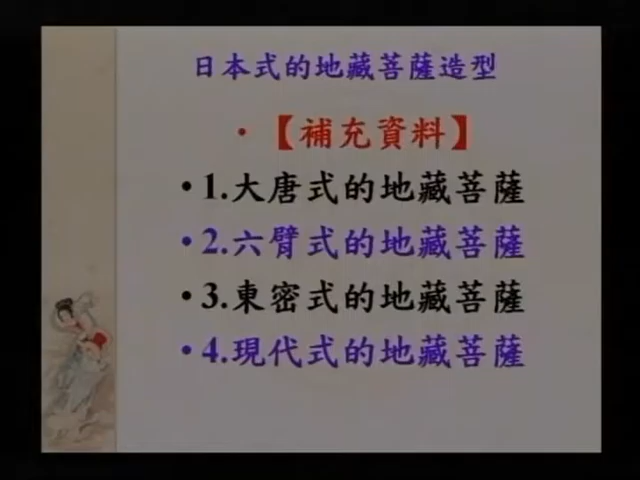 日本式的地藏菩薩造型
•【補充資料】
•1.大唐式的地藏菩薩
•2.六臂式的地藏菩薩
•3.東密式的地藏菩薩
•4.現代式的地藏菩薩